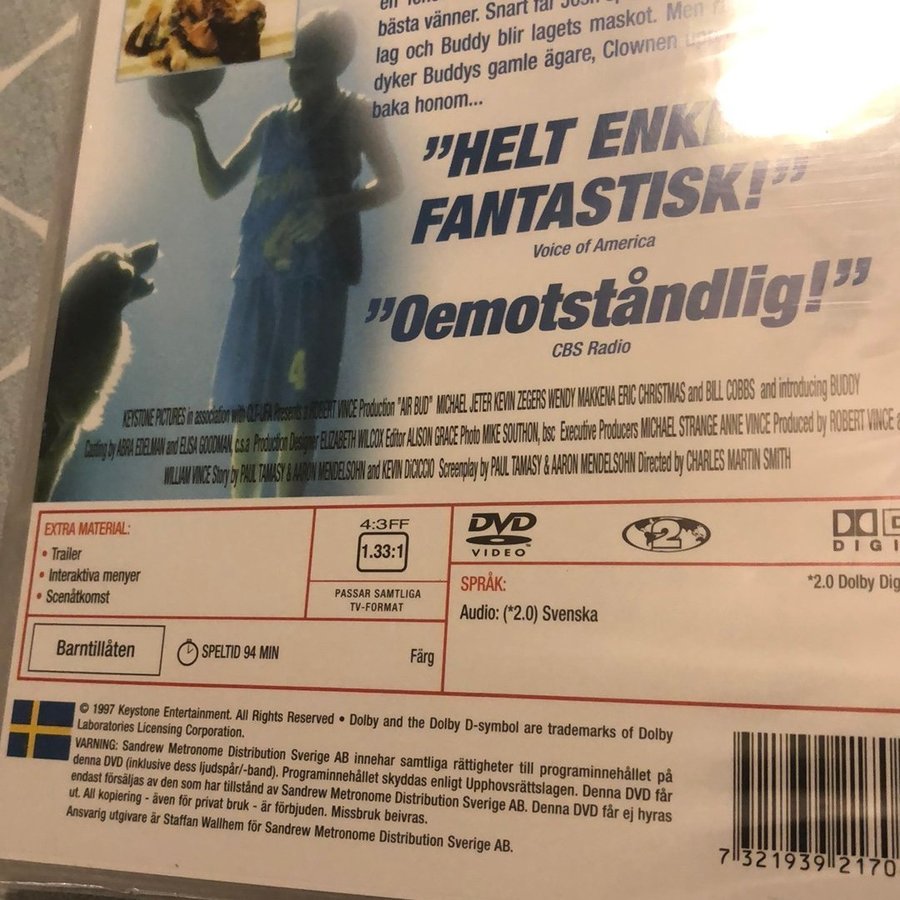 bästa vänner. Snart får Josh
lag och Buddy blir lagets maskot. Men
dyker Buddys gamle ägare, Clownen
baka honom...
”HELT
FANTASTISK!”
Voice of America
”Oemotståndlig!”
CBS Radio
KEYSTONE PICTURES in association with Presents a ROBERT VINCE Production "AIR BUD" MICHAEL JETER KEVIN ZEGERS WENDY MAKKENA ERIC CHRISTMAS and BILL COBBS and introducing BUDDY
Casting by ABRA EDELMAN and ELISA GOODMAN, c.s.a Production Designer ELIZABETH WILCOX Editor ALISON GRACE Photo MIKE SOUTHON, bsc Executive Producers MICHAEL STRANGE ANNE VINCE Produced by ROBERT VINCE
WILLIAM VINCE Story by PAUL TAMASY & AARON MENDELSOHN and KEVIN DiCICCIO Screenplay by PAUL TAMASY & AARON MENDELSOHN Directed by CHARLES MARTIN SMITH
EXTRA MATERIAL:
• Trailer
• Interaktiva menyer
• Scenåtkomst
4:3FF
1.33:1
PASSAR SAMTLIGA
TV-FORMAT
DVD
VIDEO
2
SPRÅK:
*2.0 Dolby
Audio: (*2.0) Svenska
Barntillåten
SPELTID 94 MIN
Färg
© 1997 Keystone Entertainment. All Rights Reserved • Dolby and the Dolby D-symbol are trademarks of Dolby
Laboratories Licensing Corporation.
VARNING: Sandrew Metronome Distribution Sverige AB innehar samtliga rättigheter till programinnehållet på
denna DVD (inklusive dess ljudspår/-band). Programinnehållet skyddas enligt Upphovsrättslagen. Denna DVD får
endast försäljas av den som har tillstånd av Sandrew Metronome Distribution Sverige AB. Denna DVD får ej hyras
ut. All kopiering - även för privat bruk - är förbjuden. Missbruk beivras.
Ansvarig utgivare är Staffan Wallhem för Sandrew Metronome Distribution Sverige AB.
7 321939 2170